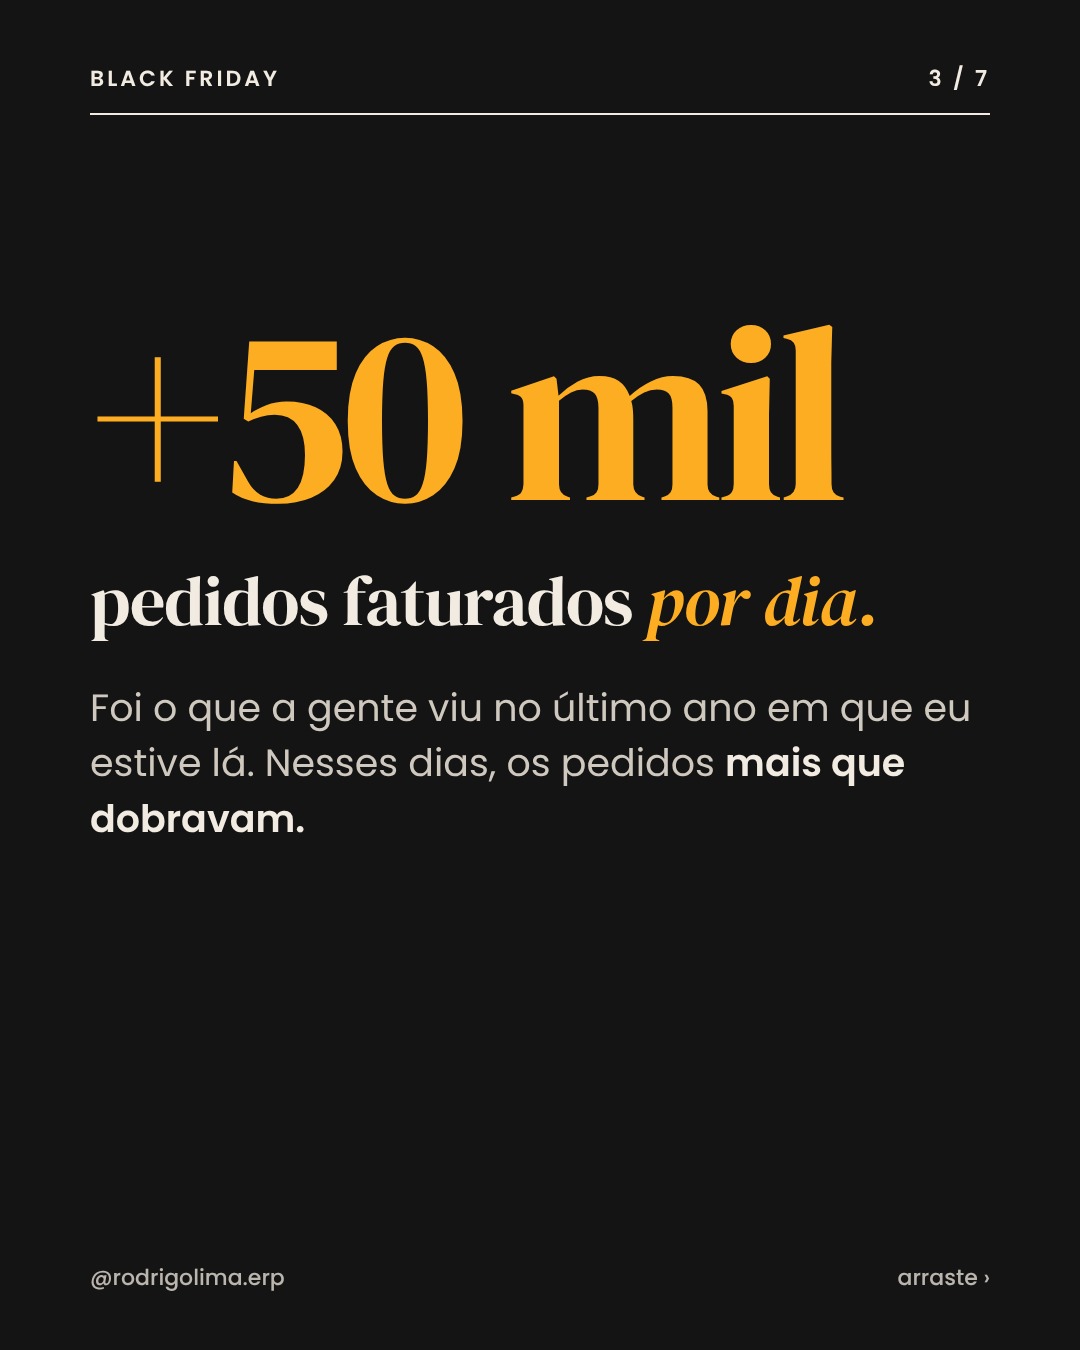 BLACK FRIDAY
3 / 7
+50 mil
pedidos faturados por dia.
Foi o que a gente viu no último ano em que eu
estive lá. Nesses dias, os pedidos mais que
dobravam.
@rodrigolima.erp
arraste ›